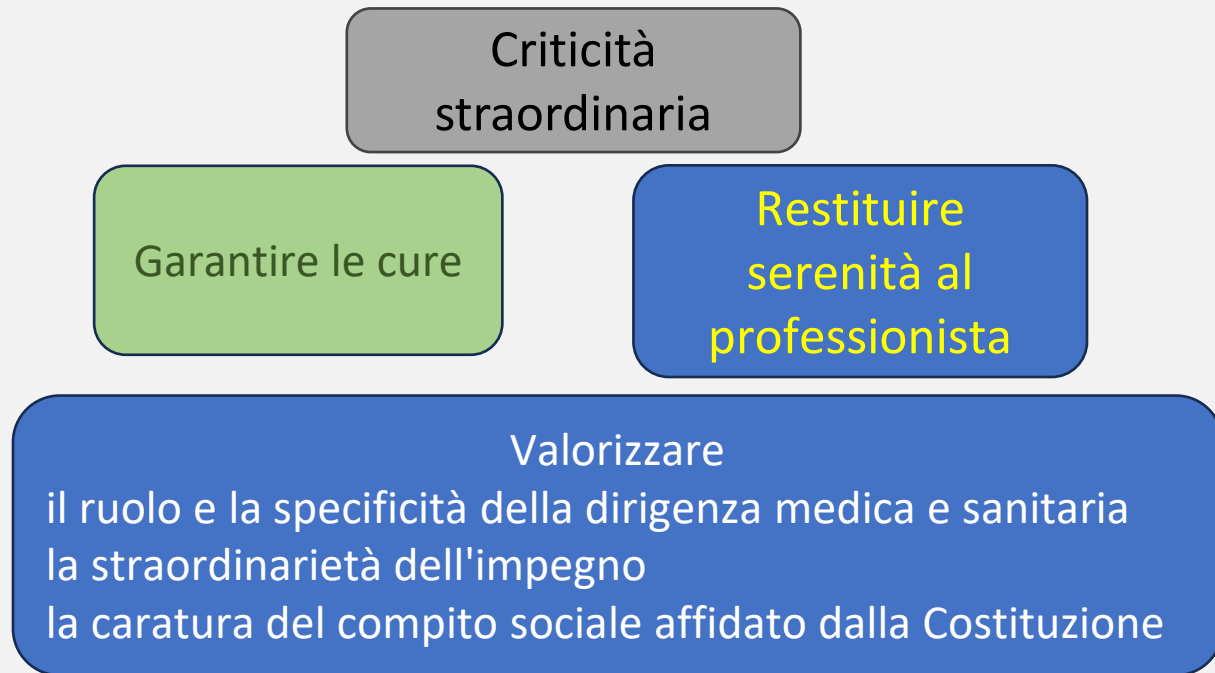 Criticità
straordinaria
Garantire le cure
Restituire
serenità al
professionista
Valorizzare
il ruolo e la specificità della dirigenza medica e sanitaria
la straordinarietà dell'impegno
la caratura del compito sociale affidato dalla Costituzione